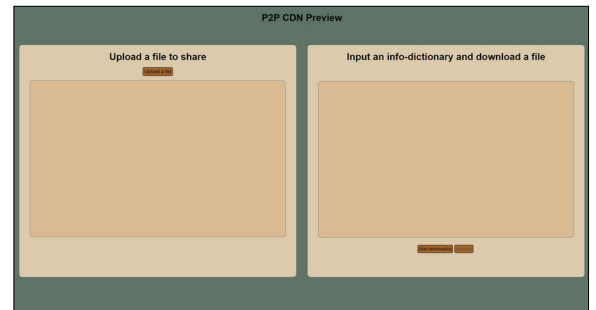 P2P CDN Preview
Upload a file to share
Upload a file
Input an info-dictionary and download a file
Start downloading